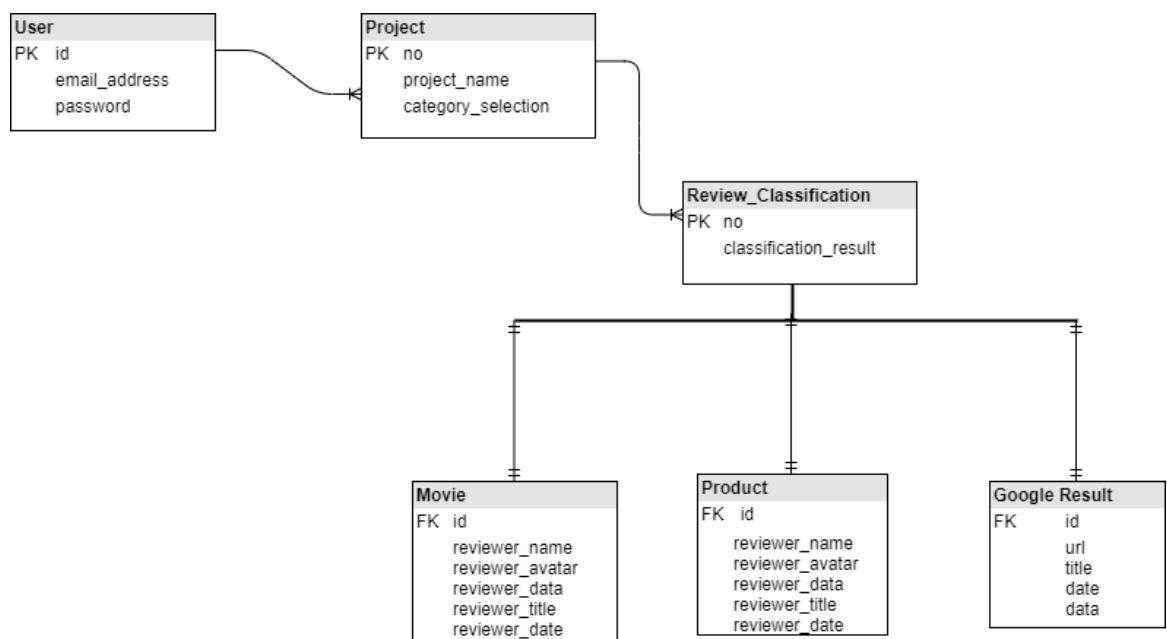 User
PK id
email_address
password
Project
PK no
project_name
category_selection
Review_Classification
PK no
classification_result
Movie
FK id
reviewer_name
reviewer_avatar
reviewer_data
reviewer_title
reviewer_date
Product
FK id
reviewer_name
reviewer_avatar
reviewer_data
reviewer_title
reviewer_date
Google Result
FK id
url
title
date
data